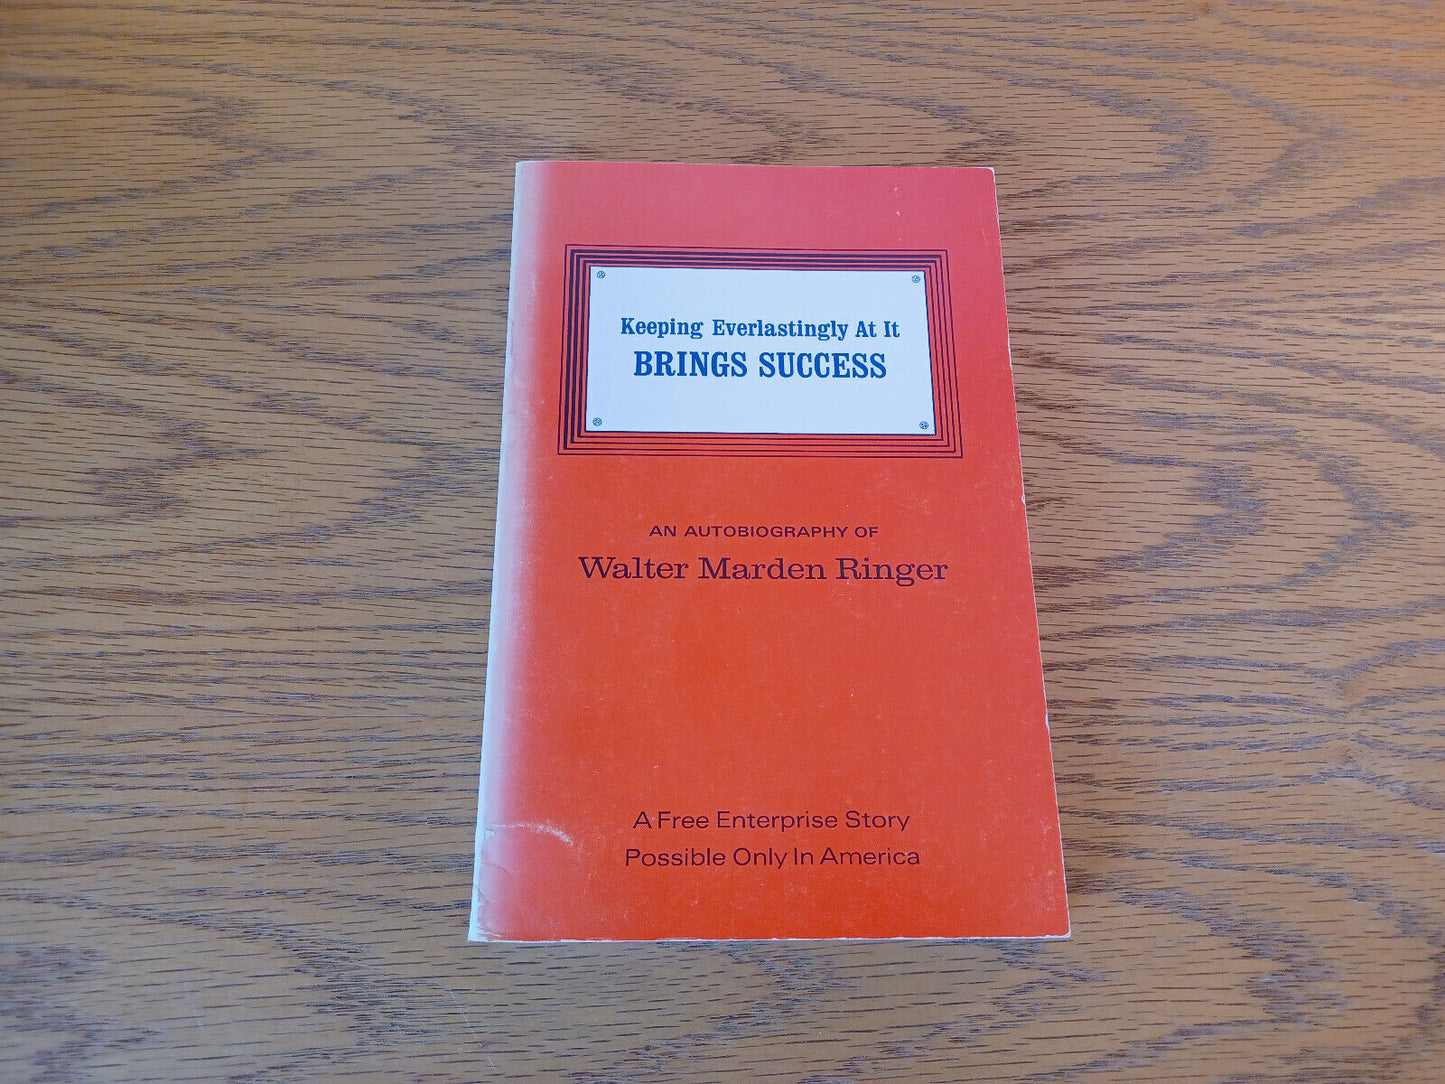 Keeping Everlastingly At It
BRINGS SUCCESS
AN AUTOBIOGRAPHY OF
Walter Marden Ringer
A Free Enterprise Story
Possible Only In America